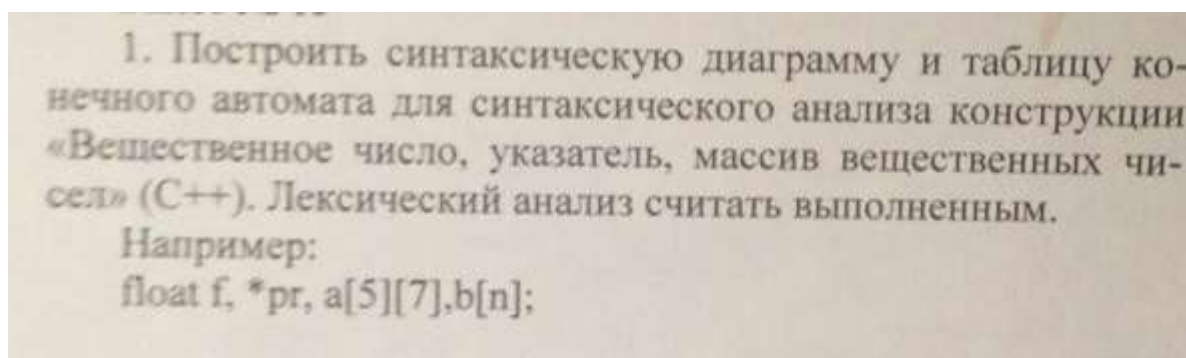 1. Построить синтаксическую диаграмму и таблицу ко-
нечного автомата для синтаксического анализа конструкции
«Вещественное число, указатель, массив вещественных чи-
сел» (С++). Лексический анализ считать выполненным.
Например:
float f, *pr, a[5][7],b[n];